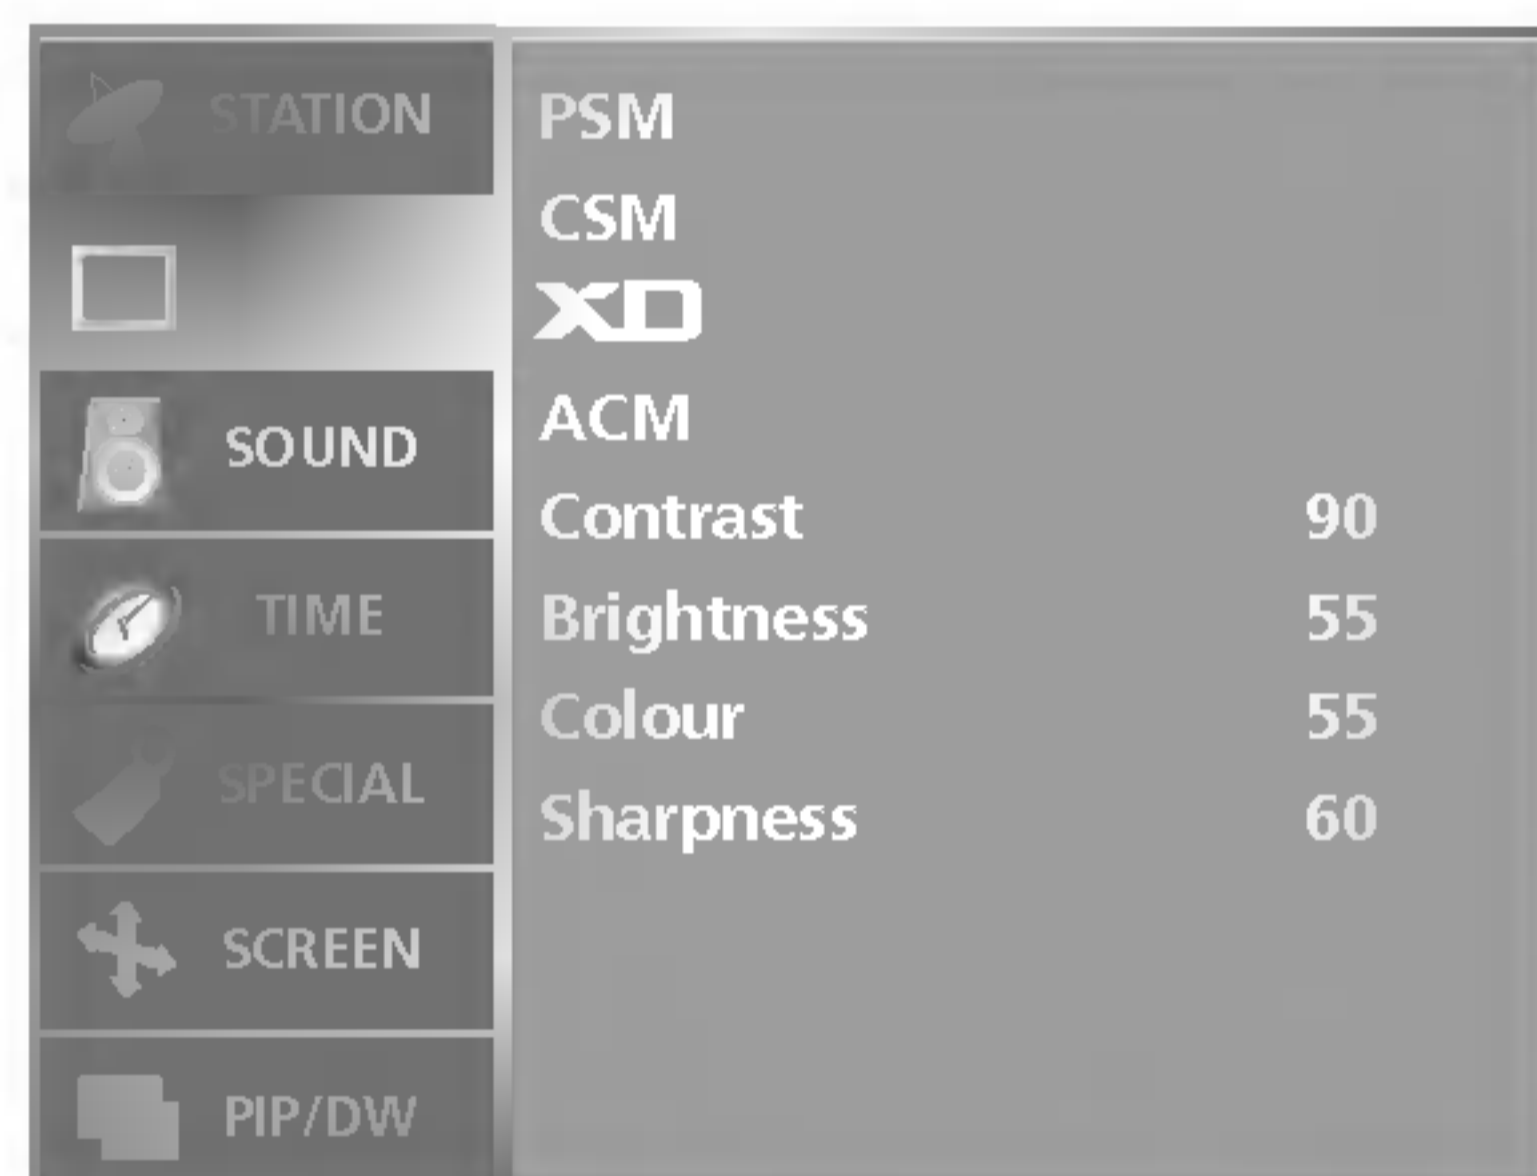 STATION
SOUND
TIME
SPECIAL
SCREEN
PIP/DW
PSM
CSM
XD
ACM
Contrast 90
Brightness 55
Colour 55
Sharpness 60